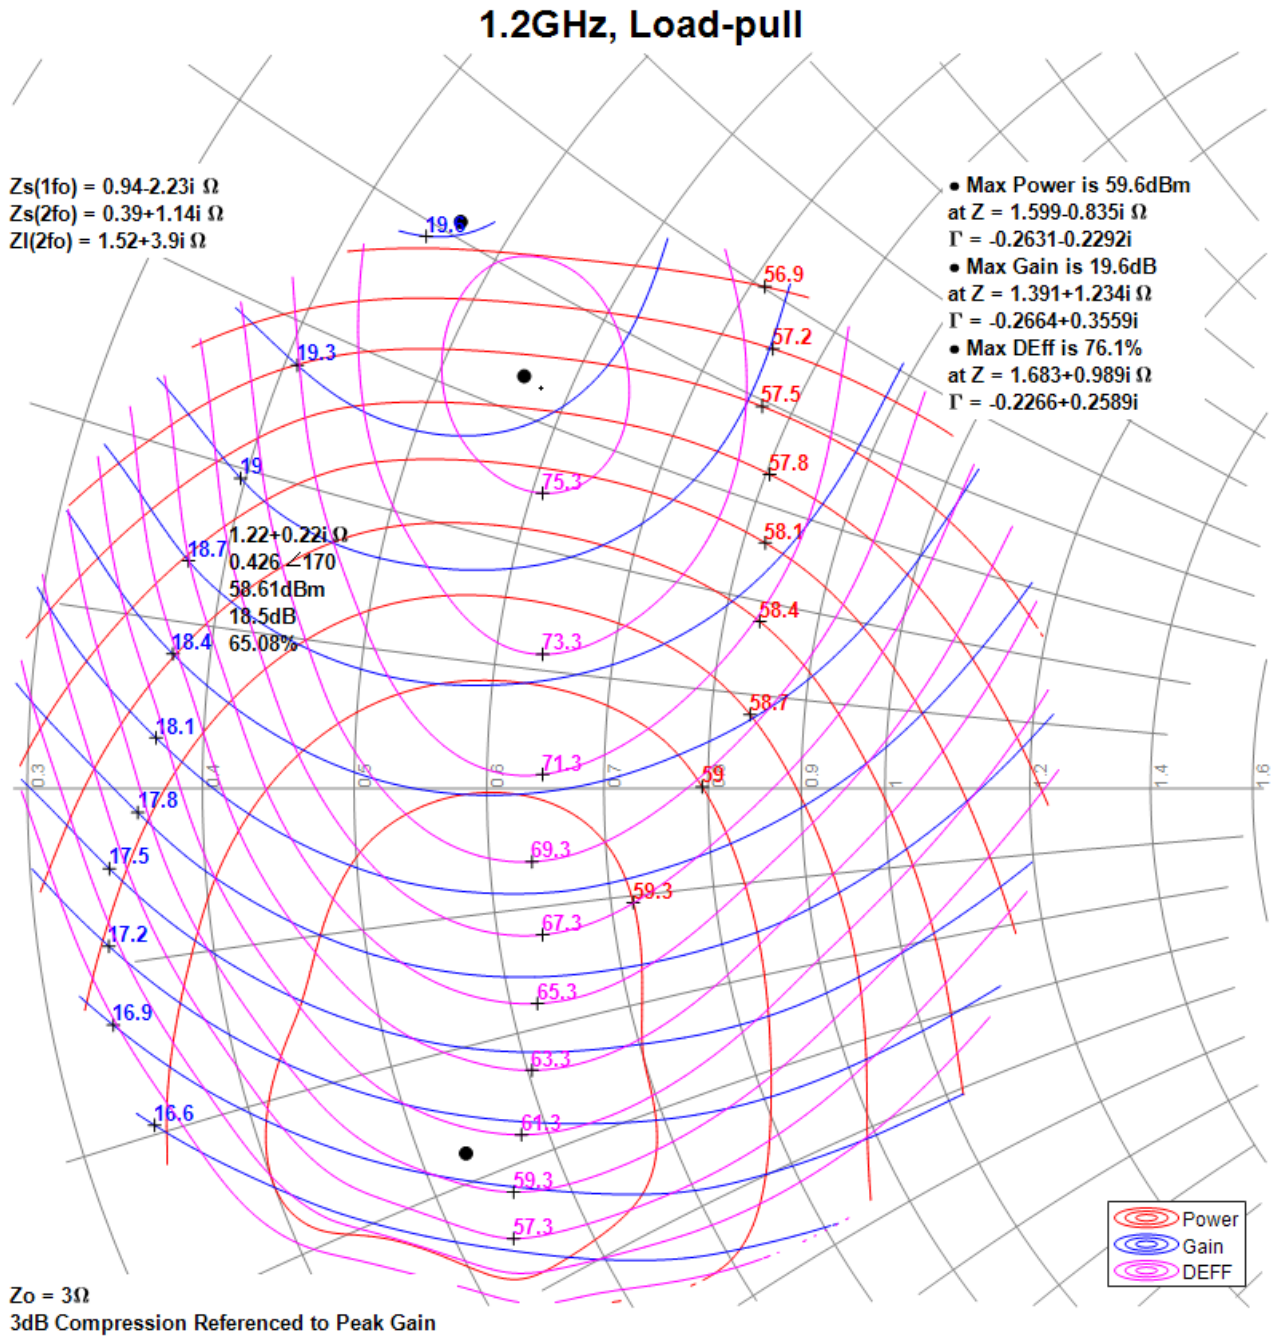 1.2GHz, Load-pull
Zs(1fo) = 0.94-2.23i Ω
Zs(2fo) = 0.39+1.14i Ω
Zl(2fo) = 1.52+3.9i Ω
● Max Power is 59.6dBm
at Z = 1.599-0.835i Ω
Γ = -0.2631-0.2292i
● Max Gain is 19.6dB
at Z = 1.391+1.234i Ω
Γ = -0.2664+0.3559i
● Max DEff is 76.1%
at Z = 1.683+0.989i Ω
Γ = -0.2266+0.2589i
56.9
57.2
19.3
57.5
19
57.8
75.3
58.1
18.7
1.22+0.22i Ω
0.426 ∠170
58.61dBm
18.5dB
65.08%
58.4
18.4
73.3
58.7
18.1
71.3
59
0.3
0.4
0.5
0.6
0.7
0.9
1
1.2
1.4
1.6
17.8
17.5
69.3
59.3
17.2
67.3
65.3
16.9
63.3
16.6
61.3
59.3
57.3
Power
Gain
DEFF
Zo = 3Ω
3dB Compression Referenced to Peak Gain